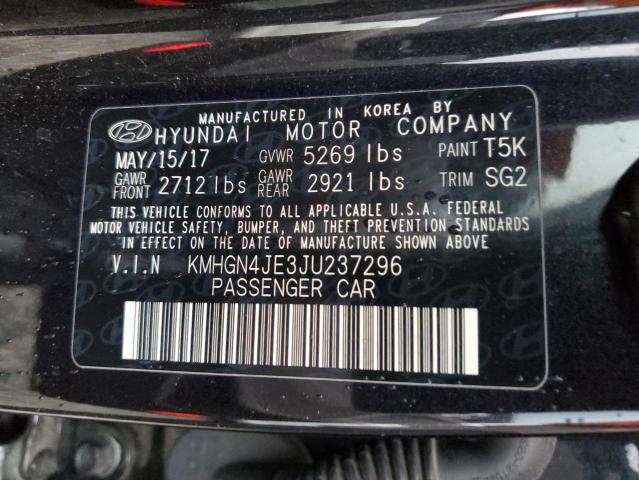 MANUFACTURED IN KOREA BY
HYUNDAI MOTOR COMPANY
MAY/15/17 GVWR 5269 lbs PAINT T5K
GAWR FRONT 2712 lbs GAWR REAR 2921 lbs TRIM SG2
THIS VEHICLE CONFORMS TO ALL APPLICABLE U.S.A. FEDERAL
MOTOR VEHICLE SAFETY, BUMPER, AND THEFT PREVENTION STANDARDS
IN EFFECT ON THE DATE OF MANUFACTURE SHOWN ABOVE.
V.I.N KMHGN4JE3JU237296
PASSENGER CAR